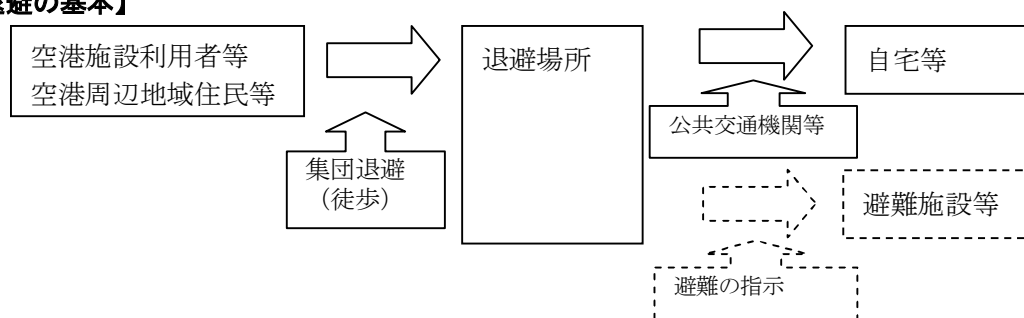 退避の基本】
空港施設利用者等
空港周辺地域住民等
集団退避
（徒歩）
退避場所
公共交通機関等
自宅等
避難施設等
避難の指示